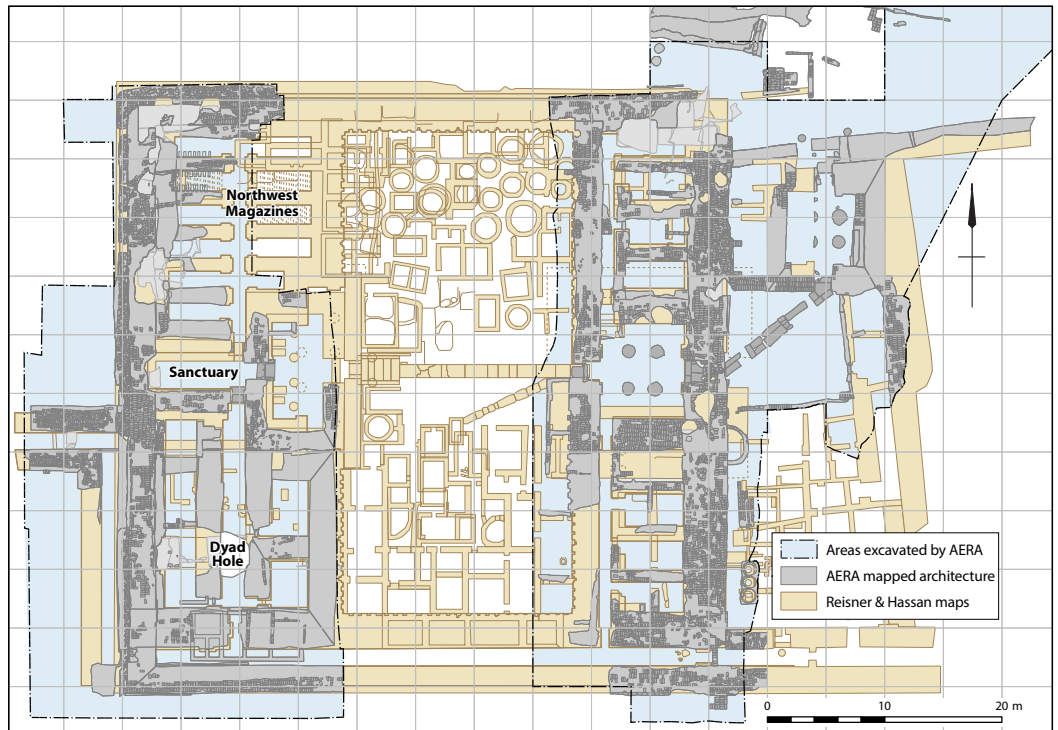 Northwest
Magazines
Sanctuary
Dyad
Hole
Areas excavated by AERA
AERA mapped architecture
Reisner & Hassan maps
0 10 20 m